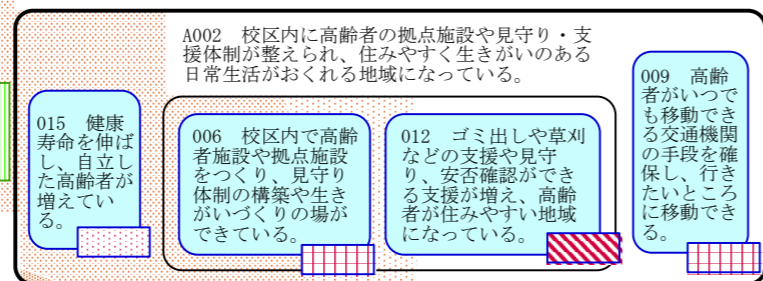 A002　校区内に高齢者の拠点施設や見守り・支
援体制が整えられ、住みやすく生きがいのある
日常生活がおくれる地域になっている。
015　健康
寿命を伸ば
し、自立し
た高齢者が
増えてい
る。
006　校区内で高齢
者施設や拠点施設
をつくり、見守り
体制の構築や生き
がいづくりの場が
できている。
012　ゴミ出しや草刈
などの支援や見守
り、安否確認ができ
る支援が増え、高齢
者が住みやすい地域
になっている。
009　高齢
者がいつで
も移動でき
る交通機関
の手段を確
保し、行き
たいところ
に移動でき
る。